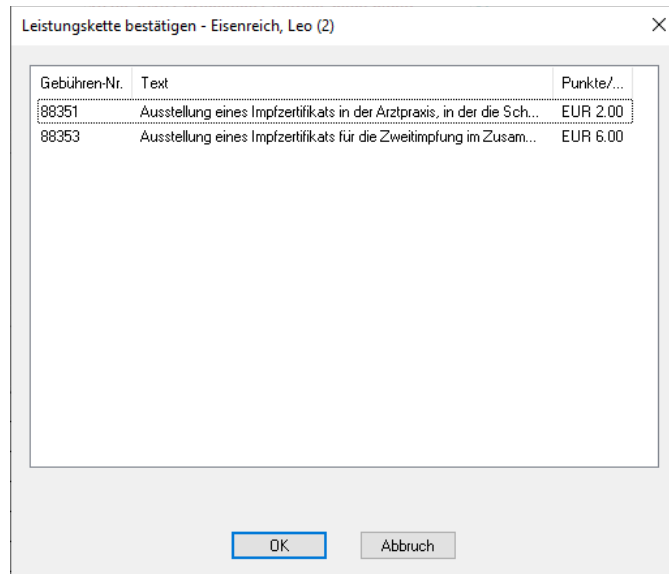 Leistungskette bestätigen - Eisenreich, Leo (2)
Gebühren-Nr. Text Punkte/...
88351 Ausstellung eines Impfzertifikats in der Arztpraxis, in der die Sch... EUR 2.00
88353 Ausstellung eines Impfzertifikats für die Zweitimpfung im Zusam... EUR 6.00
OK Abbruch